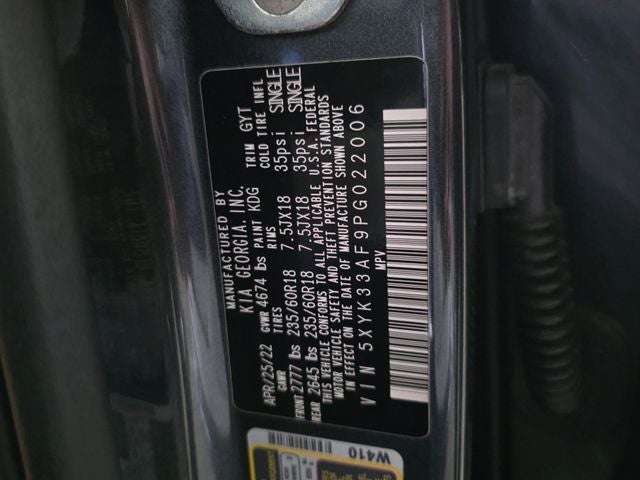 MANUFACTURED BY
KIA GEORGIA, INC.
APR/25/22 GVWR 4674 lbs PAINT KDG TRIM GYT
GAWR TIRES RIMS COLD TIRE INFL
FRONT 2777 lbs 235/60R18 7.5JX18 35psi SINGLE
REAR 2645 lbs 235/60R18 7.5JX18 35psi SINGLE
THIS VEHICLE CONFORMS TO ALL APPLICABLE U.S.A. FEDERAL
MOTOR VEHICLE SAFETY AND THEFT PREVENTION STANDARDS
IN EFFECT ON THE DATE OF MANUFACTURE SHOWN ABOVE
VIN 5XYK33AF9PG022006
MPV
W410